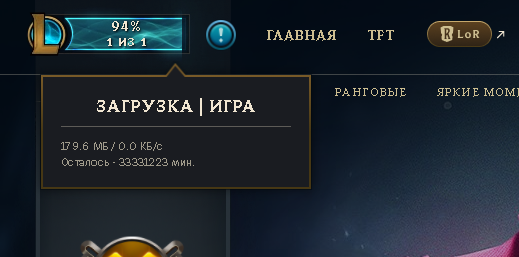 94%
1 ИЗ 1
ГЛАВНАЯ
TFT
LoR
ЗАГРУЗКА | ИГРА
РАНГОВЫЕ
ЯРКИЕ
179.6 МБ / 0.0 КБ/с
Осталось - 33331223 мин.